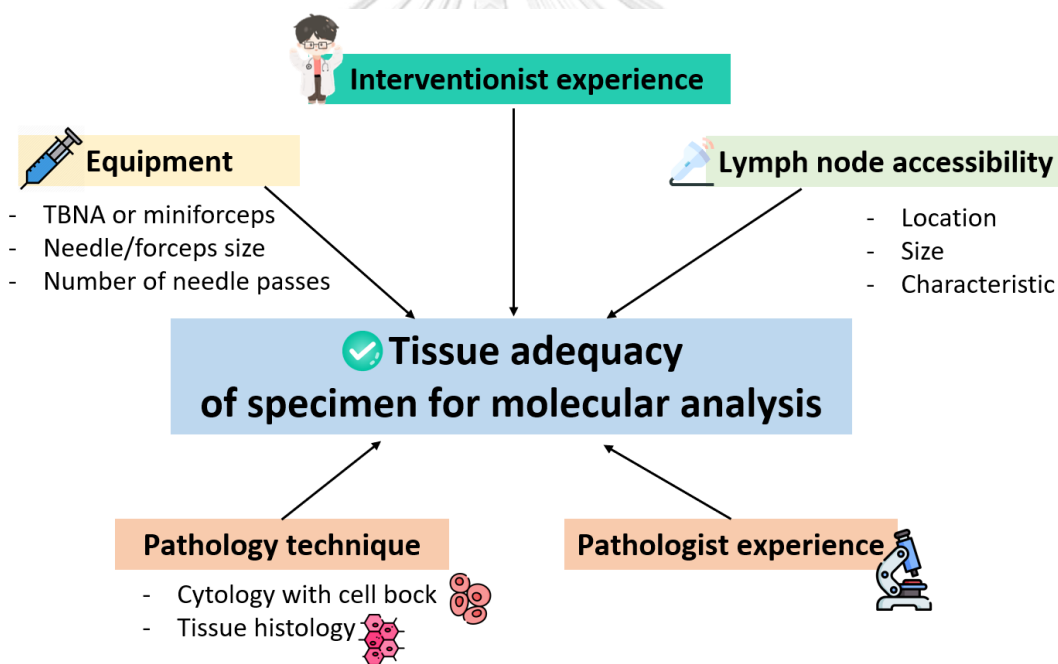 Interventionist experience
Equipment
- TBNA or miniforceps
- Needle/forceps size
- Number of needle passes
Lymph node accessibility
- Location
- Size
- Characteristic
Tissue adequacy
of specimen for molecular analysis
Pathology technique
- Cytology with cell bock
- Tissue histology
Pathologist experience